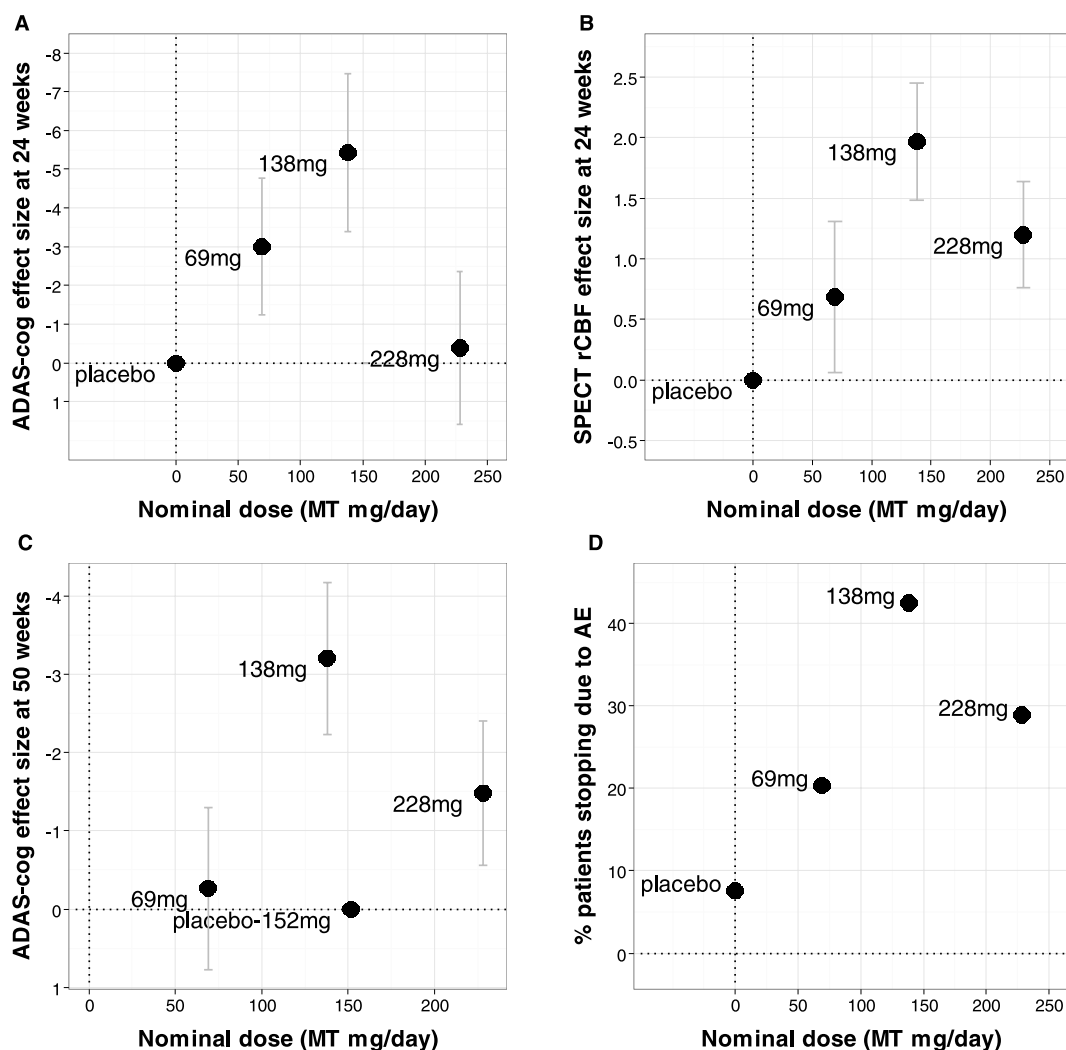 A
ADAS-cog effect size at 24 weeks
-8
-7
-6
-5
-4
-3
-2
-1
0
1
138mg
69mg
228mg
placebo
0 50 100 150 200 250
Nominal dose (MT mg/day)
B
SPECT rCBF effect size at 24 weeks
2.5
2.0
1.5
1.0
0.5
0.0
-0.5
138mg
228mg
69mg
placebo
0 50 100 150 200 250
Nominal dose (MT mg/day)
C
ADAS-cog effect size at 50 weeks
-4
-3
-2
-1
0
1
138mg
228mg
69mg
placebo-152mg
0 50 100 150 200
Nominal dose (MT mg/day)
D
% patients stopping due to AE
40
30
20
10
0
138mg
228mg
69mg
placebo
0 50 100 150 200 250
Nominal dose (MT mg/day)